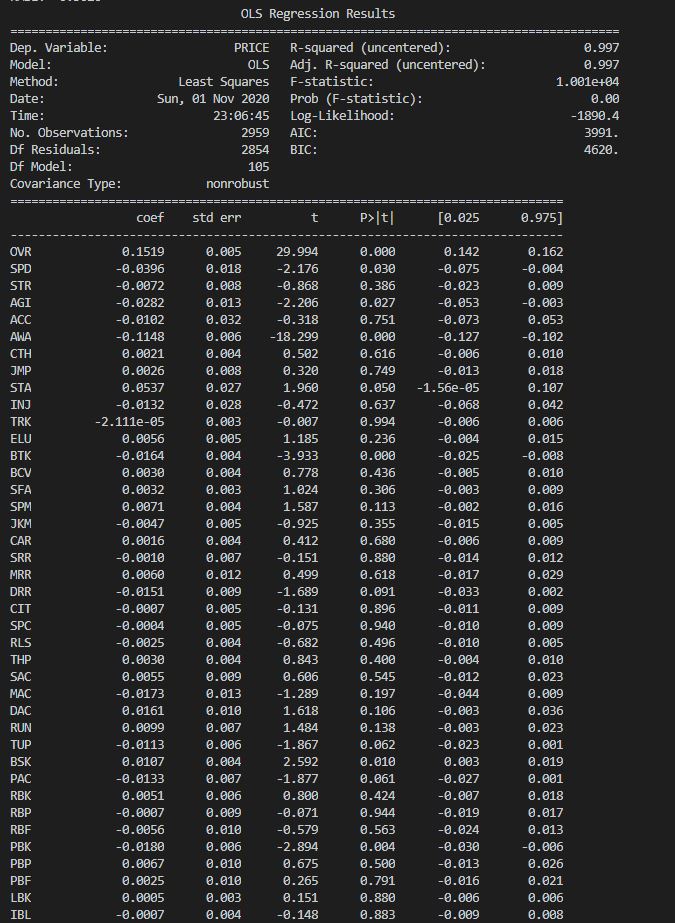 OLS Regression Results
==============================================================================
Dep. Variable: PRICE R-squared (uncentered): 0.997
Model: OLS Adj. R-squared (uncentered): 0.997
Method: Least Squares F-statistic: 1.001e+04
Date: Sun, 01 Nov 2020 Prob (F-statistic): 0.00
Time: 23:06:45 Log-Likelihood: -1890.4
No. Observations: 2959 AIC: 3991.
Df Residuals: 2854 BIC: 4620.
Df Model: 105
Covariance Type: nonrobust
==============================================================================
coef std err t P>|t| [0.025 0.975]
------------------------------------------------------------------------------
OVR 0.1519 0.005 29.994 0.000 0.142 0.162
SPD -0.0396 0.018 -2.176 0.030 -0.075 -0.004
STR -0.0072 0.008 -0.868 0.386 -0.023 0.009
AGI -0.0282 0.013 -2.206 0.027 -0.053 -0.003
ACC -0.0102 0.032 -0.318 0.751 -0.073 0.053
AWA -0.1148 0.006 -18.299 0.000 -0.127 -0.102
CTH 0.0021 0.004 0.502 0.616 -0.006 0.010
JMP 0.0026 0.008 0.320 0.749 -0.013 0.018
STA 0.0537 0.027 1.960 0.050 -1.56e-05 0.107
INJ -0.0132 0.028 -0.472 0.637 -0.068 0.042
TRK -2.111e-05 0.003 -0.007 0.994 -0.006 0.006
ELU 0.0056 0.005 1.185 0.236 -0.004 0.015
BTK -0.0164 0.004 -3.933 0.000 -0.025 -0.008
BCV 0.0030 0.004 0.778 0.436 -0.005 0.010
SFA 0.0032 0.003 1.024 0.306 -0.003 0.009
SPM 0.0071 0.004 1.587 0.113 -0.002 0.016
JKM -0.0047 0.005 -0.925 0.355 -0.015 0.005
CAR 0.0016 0.004 0.412 0.680 -0.006 0.009
SRR -0.0010 0.007 -0.151 0.880 -0.014 0.012
MRR 0.0060 0.012 0.499 0.618 -0.017 0.029
DRR -0.0151 0.009 -1.689 0.091 -0.033 0.002
CIT -0.0007 0.005 -0.131 0.896 -0.011 0.009
SPC -0.0004 0.005 -0.075 0.940 -0.010 0.009
RLS -0.0025 0.004 -0.682 0.496 -0.010 0.005
THP 0.0030 0.004 0.843 0.400 -0.004 0.010
SAC 0.0055 0.009 0.606 0.545 -0.012 0.023
MAC -0.0173 0.013 -1.289 0.197 -0.044 0.009
DAC 0.0161 0.010 1.618 0.106 -0.003 0.036
RUN 0.0099 0.007 1.484 0.138 -0.003 0.023
TUP -0.0113 0.006 -1.867 0.062 -0.023 0.001
BSK 0.0107 0.004 2.592 0.010 0.003 0.019
PAC -0.0133 0.007 -1.877 0.061 -0.027 0.001
RBK 0.0051 0.006 0.800 0.424 -0.007 0.018
RBP -0.0007 0.009 -0.071 0.944 -0.019 0.017
RBF -0.0056 0.010 -0.579 0.563 -0.024 0.013
PBK -0.0180 0.006 -2.894 0.004 -0.030 -0.006
PBP 0.0067 0.010 0.675 0.500 -0.013 0.026
PBF 0.0025 0.010 0.265 0.791 -0.016 0.021
LBK 0.0005 0.003 0.151 0.880 -0.006 0.006
IBL -0.0007 0.004 -0.148 0.883 -0.009 0.008